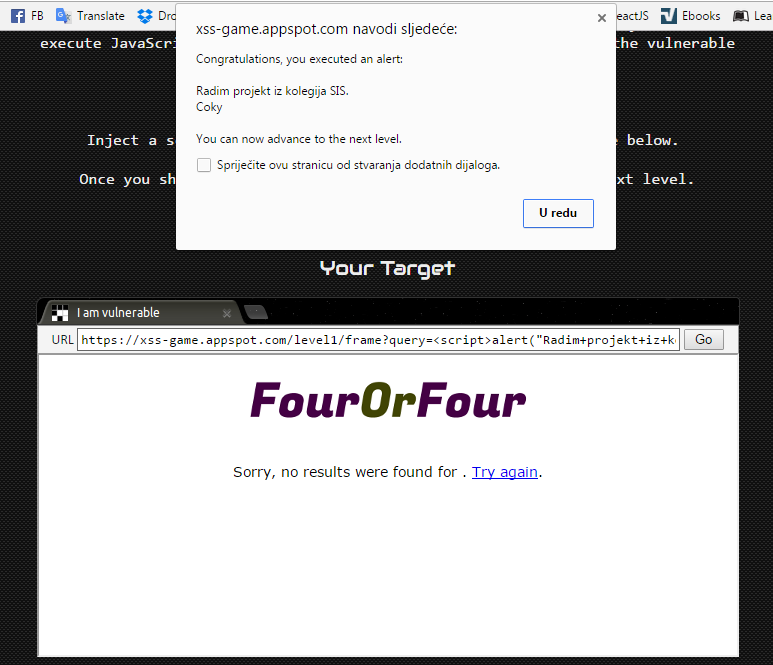 FB Translate Dro eactJS Ebooks Lea
xss-game.appspot.com navodi sljedeće:
execute JavaScri he vulnerable
Congratulations, you executed an alert:
Radim projekt iz kolegija SIS.
Coky
Inject a s e below.
You can now advance to the next level.
Spriječite ovu stranicu od stvaranja dodatnih dijaloga.
Once you sh xt level.
U redu
Your Target
I am vulnerable
URL https://xss-game.appspot.com/level1/frame?query=<script>alert("Radim+projekt+iz+k Go
FourOrFour
Sorry, no results were found for . Try again.